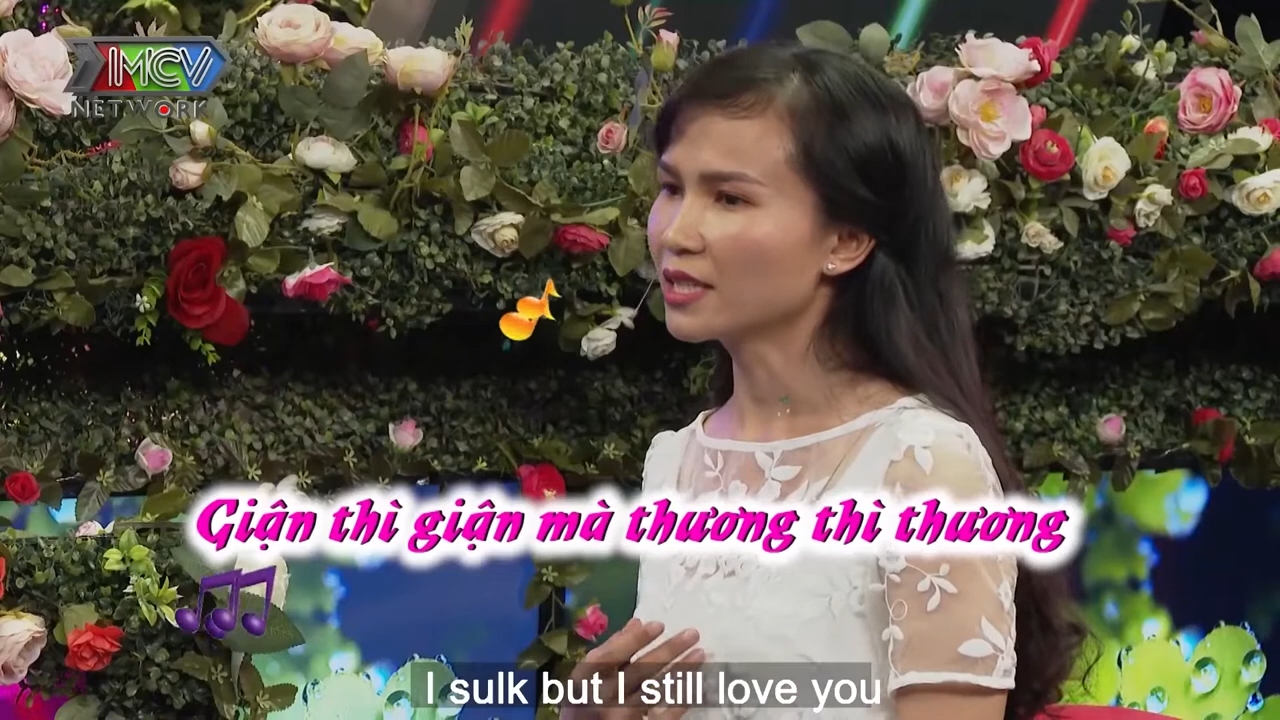 MCV
NETWORK
Giận thì giận mà thương thì thương
I sulk but I still love you